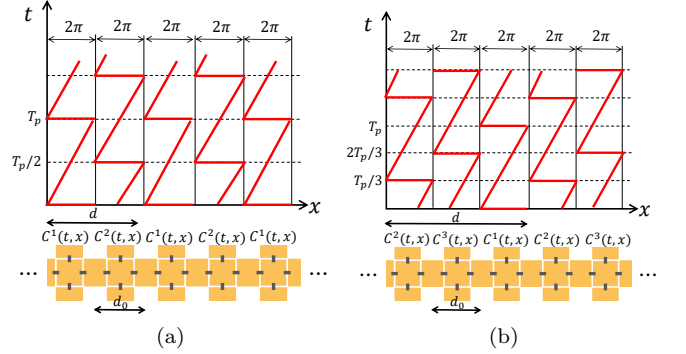 t
2π 2π 2π 2π 2π
T_p
T_p/2
x
d
C^1(t,x) C^2(t,x) C^1(t,x) C^2(t,x) C^1(t,x)
... ...
d_0
(a)
t
2π 2π 2π 2π 2π
T_p
2T_p/3
T_p/3
x
d
C^2(t,x) C^3(t,x) C^1(t,x) C^2(t,x) C^3(t,x)
... ...
d_0
(b)